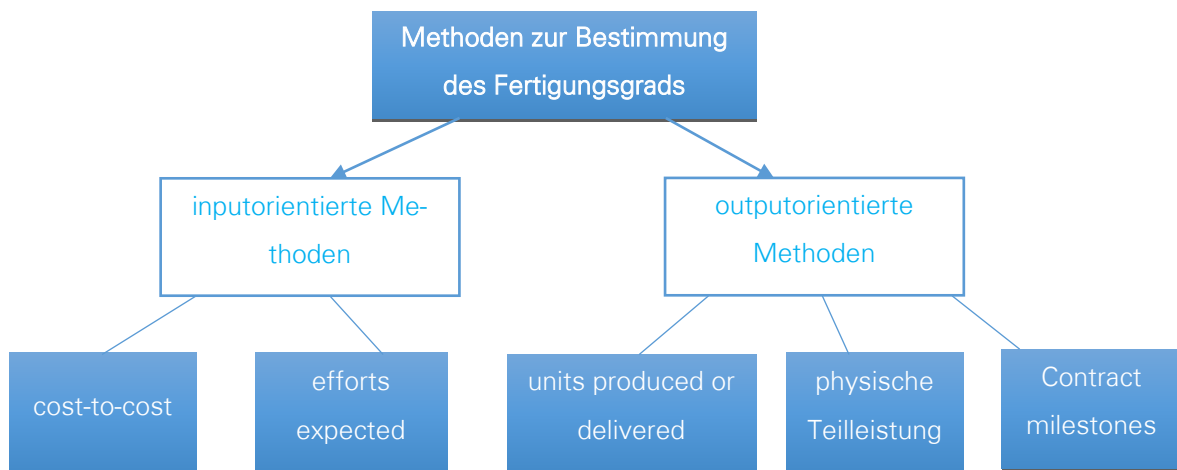 Methoden zur Bestimmung
des Fertigungsgrads
inputorientierte Me-
thoden
outputorientierte
Methoden
cost-to-cost
efforts
expected
units produced or
delivered
physische
Teilleistung
Contract
milestones